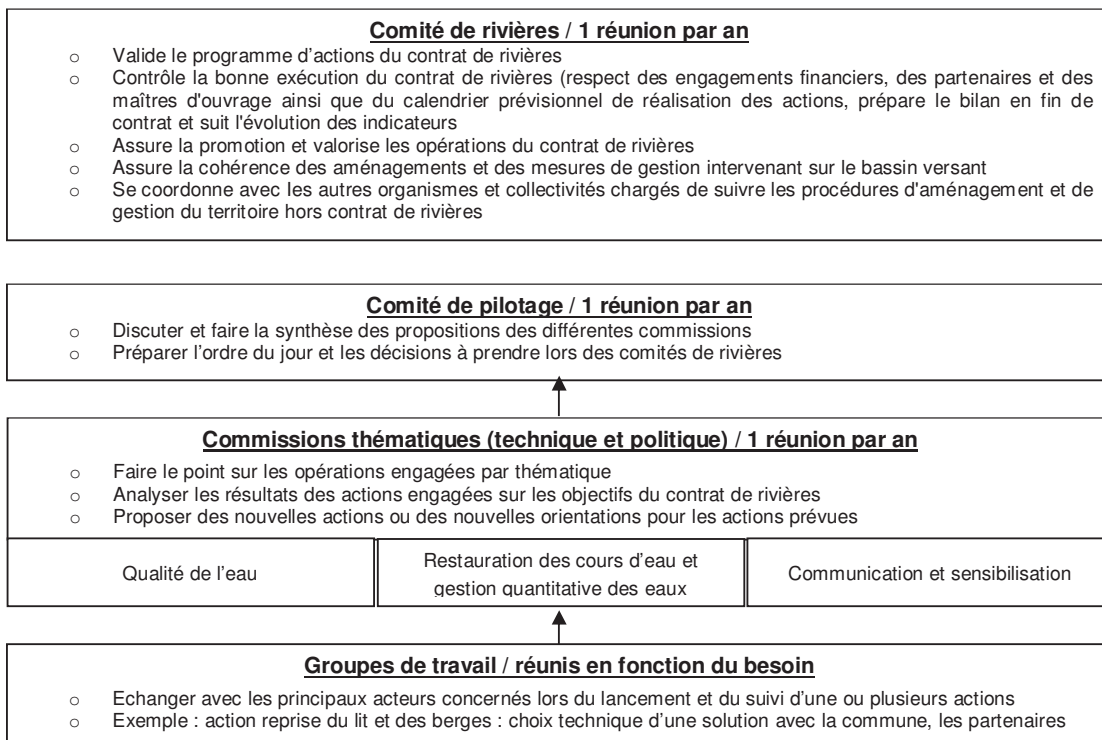 Comité de rivières / 1 réunion par an
o Valide le programme d'actions du contrat de rivières
o Contrôle la bonne exécution du contrat de rivières (respect des engagements financiers, des partenaires et des
maîtres d'ouvrage ainsi que du calendrier prévisionnel de réalisation des actions, prépare le bilan en fin de
contrat et suit l'évolution des indicateurs
o Assure la promotion et valorise les opérations du contrat de rivières
o Assure la cohérence des aménagements et des mesures de gestion intervenant sur le bassin versant
o Se coordonne avec les autres organismes et collectivités chargés de suivre les procédures d'aménagement et de
gestion du territoire hors contrat de rivières
Comité de pilotage / 1 réunion par an
o Discuter et faire la synthèse des propositions des différentes commissions
o Préparer l'ordre du jour et les décisions à prendre lors des comités de rivières
Commissions thématiques (technique et politique) / 1 réunion par an
o Faire le point sur les opérations engagées par thématique
o Analyser les résultats des actions engagées sur les objectifs du contrat de rivières
o Proposer des nouvelles actions ou des nouvelles orientations pour les actions prévues
Qualité de l'eau
Restauration des cours d'eau et
gestion quantitative des eaux
Communication et sensibilisation
Groupes de travail / réunis en fonction du besoin
o Echanger avec les principaux acteurs concernés lors du lancement et du suivi d'une ou plusieurs actions
o Exemple : action reprise du lit et des berges : choix technique d'une solution avec la commune, les partenaires